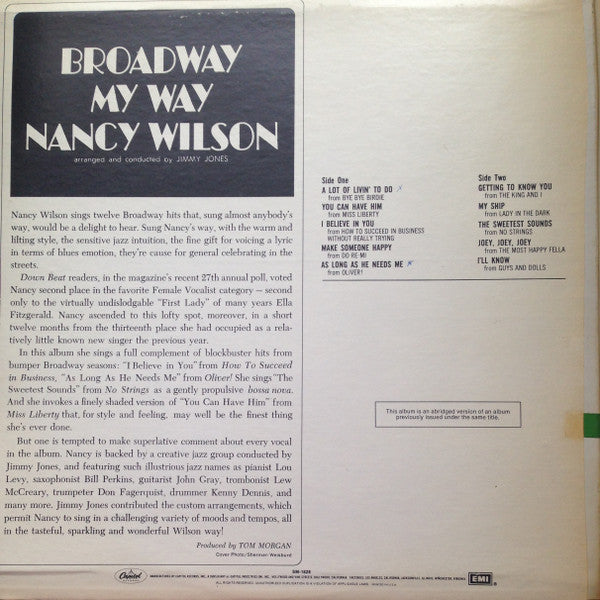 BROADWAY
MY WAY
NANCY WILSON
arranged and conducted by JIMMY JONES
Nancy Wilson sings twelve Broadway hits that, sung almost anybody's
way, would be a delight to hear. Sung Nancy's way, with the warm and
lilting style, the sensitive jazz intuition, the fine gift for voicing a lyric
in terms of blues emotion, they're cause for general celebrating in the
streets.
Down Beat readers, in the magazine's recent 27th annual poll, voted
Nancy second place in the favorite Female Vocalist category — second
only to the virtually undislodgable "First Lady" of many years Ella
Fitzgerald. Nancy ascended to this lofty spot, moreover, in a short
twelve months from the thirteenth place she had occupied as a rela-
tively little known new singer the previous year.
In this album she sings a full complement of blockbuster hits from
bumper Broadway seasons: "I Believe in You" from How To Succeed
in Business, "As Long As He Needs Me" from Oliver! She sings "The
Sweetest Sounds" from No Strings as a gently propulsive bossa nova.
And she invokes a finely shaded version of "You Can Have Him" from
Miss Liberty that, for style and feeling, may well be the finest thing
she's ever done.
But one is tempted to make superlative comment about every vocal
in the album. Nancy is backed by a creative jazz group conducted by
Jimmy Jones, and featuring such illustrious jazz names as pianist Lou
Levy, saxophonist Bill Perkins, guitarist John Gray, trombonist Lew
McCreary, trumpeter Don Fagerquist, drummer Kenny Dennis, and
many more. Jimmy Jones contributed the custom arrangements, which
permit Nancy to sing in a challenging variety of moods and tempos, all
in the tasteful, sparkling and wonderful Wilson way!
Produced by TOM MORGAN
Cover Photo/Sherman Weisburd
Side One
A LOT OF LIVIN' TO DO
from BYE BYE BIRDIE
YOU CAN HAVE HIM
from MISS LIBERTY
I BELIEVE IN YOU
from HOW TO SUCCEED IN BUSINESS
WITHOUT REALLY TRYING
MAKE SOMEONE HAPPY
from DO RE MI
AS LONG AS HE NEEDS ME
from OLIVER!
Side Two
GETTING TO KNOW YOU
from THE KING AND I
MY SHIP
from LADY IN THE DARK
THE SWEETEST SOUNDS
from NO STRINGS
JOEY, JOEY, JOEY
from THE MOST HAPPY FELLA
I'LL KNOW
from GUYS AND DOLLS
This album is an abridged version of an album
previously issued under the same title.
SM-1828
Capitol
EMI